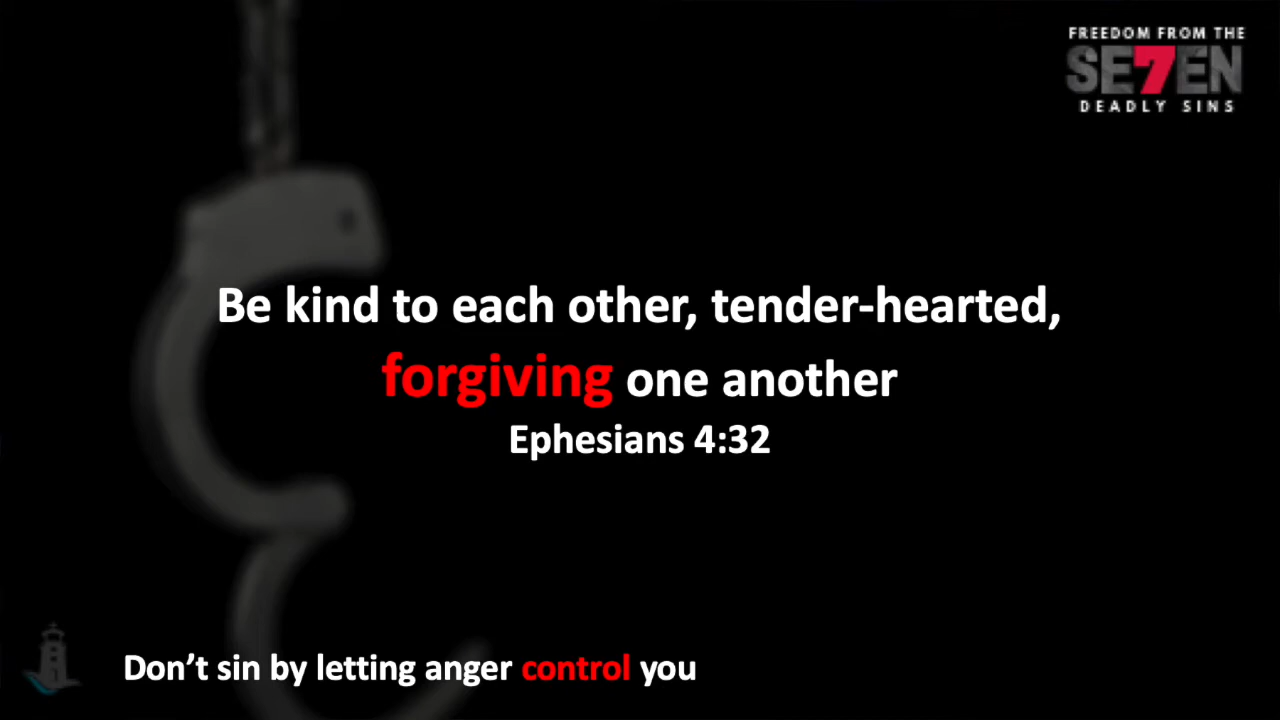 FREEDOM FROM THE
SE7EN
DEADLY SINS
Be kind to each other, tender-hearted,
forgiving one another
Ephesians 4:32
Don’t sin by letting anger control you